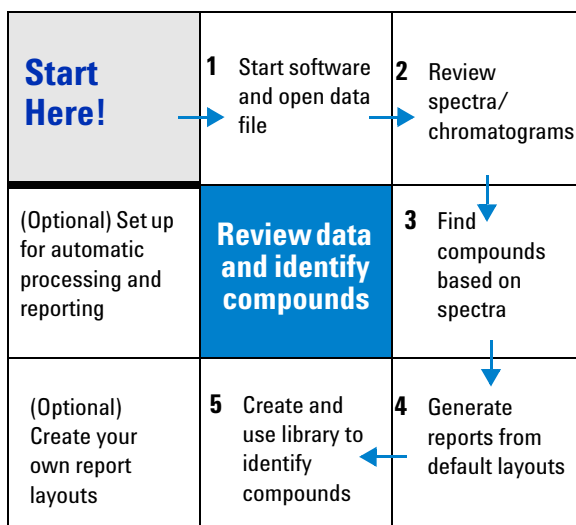 Start
Here!
1 Start software
and open data
file
2 Review
spectra/
chromatograms
(Optional) Set up
for automatic
processing and
reporting
Review data
and identify
compounds
3 Find
compounds
based on
spectra
(Optional)
Create your
own report
layouts
5 Create and
use library to
identify
compounds
4 Generate
reports from
default layouts